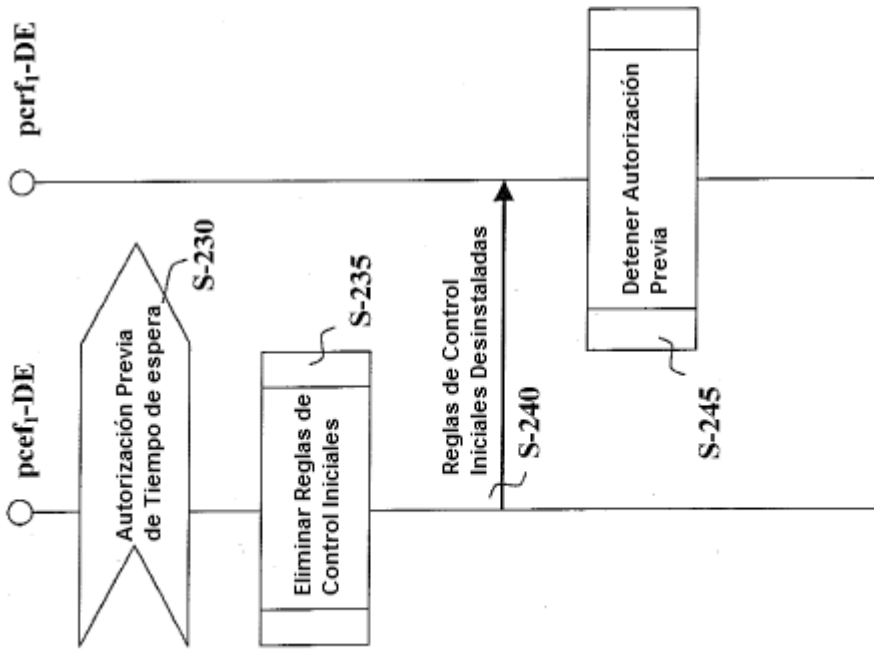 pcef₁-DE
pcrf₁-DE
Autorización Previa
de Tiempo de espera
S-230
Eliminar Reglas de
Control Iniciales
S-235
Reglas de Control
Iniciales Desinstaladas
S-240
Detener Autorización
Previa
S-245